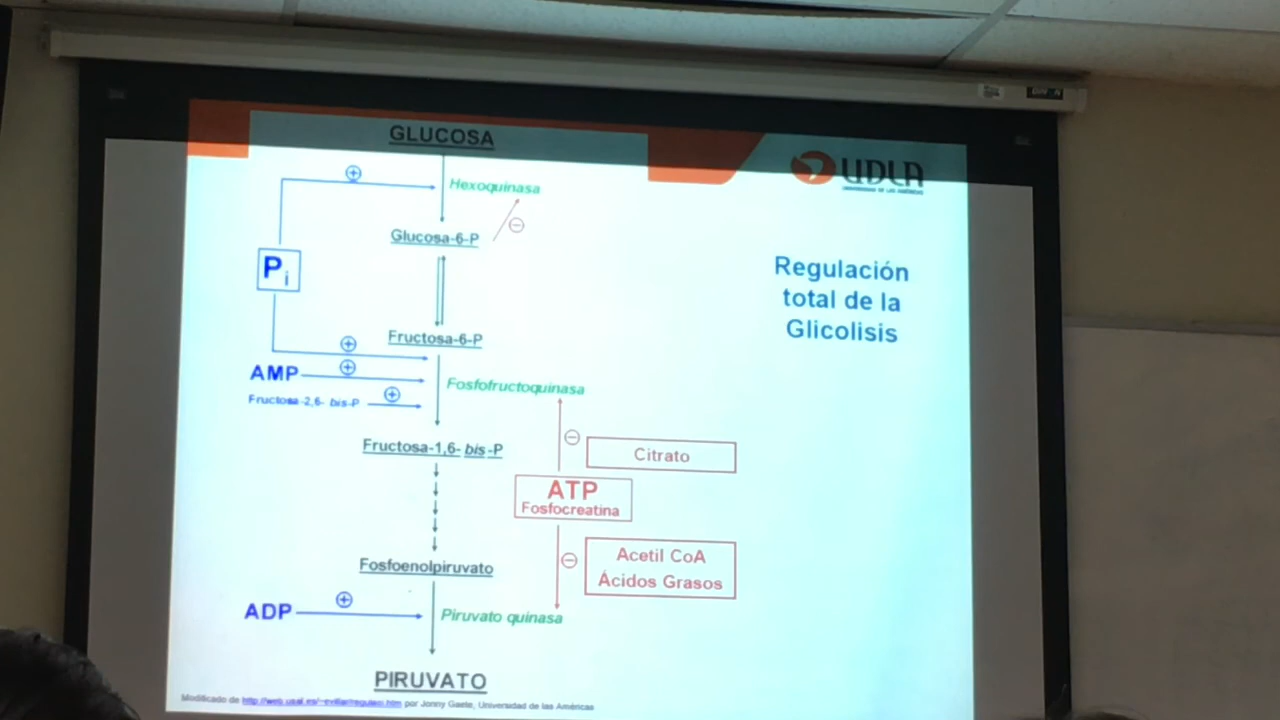 GLUCOSA
UDLA
UNIVERSIDAD DE LAS AMÉRICAS
Hexoquinasa
Glucosa-6-P
Pi
Regulación
total de la
Glicolisis
Fructosa-6-P
AMP
Fosfofructoquinasa
Fructosa-2,6- bis-P
Fructosa-1,6- bis-P
Citrato
ATP
Fosfocreatina
Acetil CoA
Ácidos Grasos
Fosfoenolpiruvato
ADP
Piruvato quinasa
PIRUVATO
Modificado de http://web.usal.es/~evillar/regulaci.htm por Jonny Gaete, Universidad de las Américas